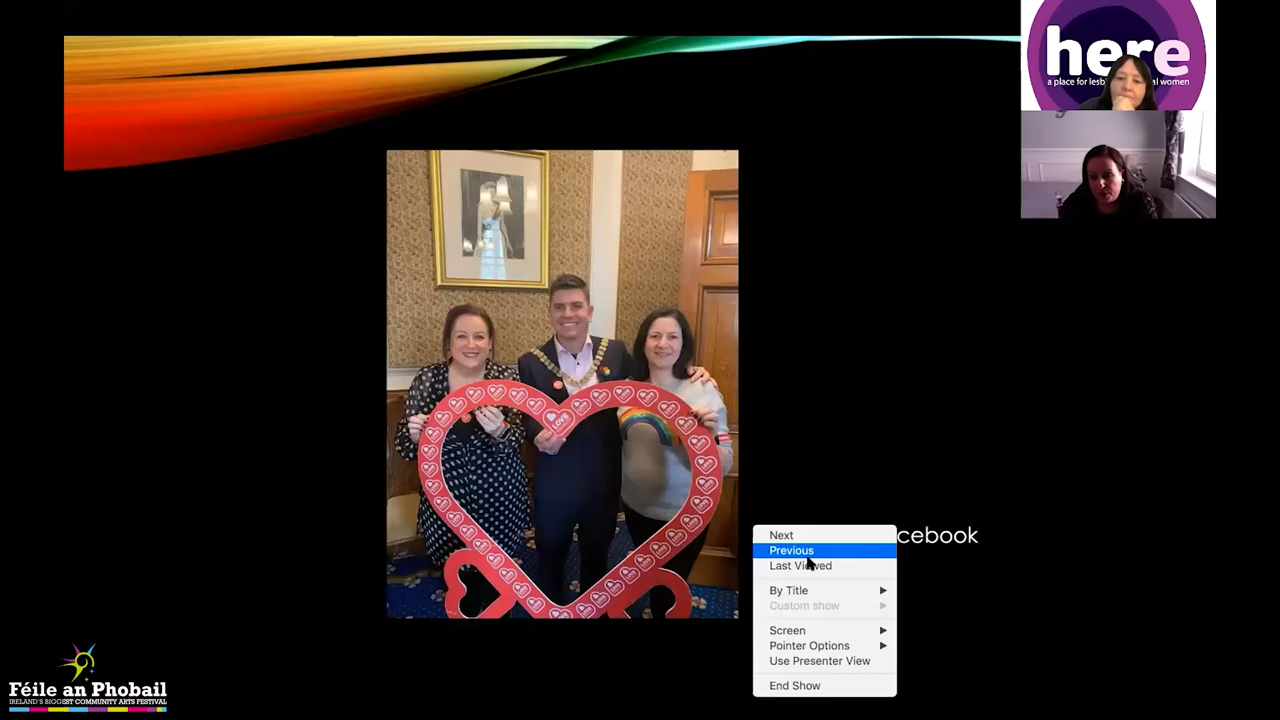 here
a place for lesb
al women
LOVE
cebook
Next
Previous
Last Viewed
By Title
Custom show
Screen
Pointer Options
Use Presenter View
End Show
Féile an Phobail
IRELAND'S BIGGEST COMMUNITY ARTS FESTIVAL